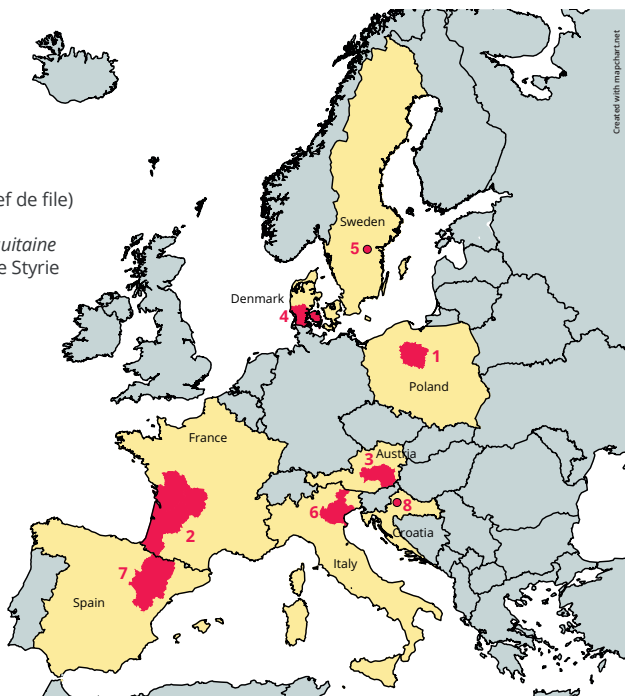 Created with mapchart.net
ef de file)
uitaine
e Styrie
Sweden
5
Denmark
4
1
Poland
France
3
Austria
2
6
8
Croatia
Italy
7
Spain